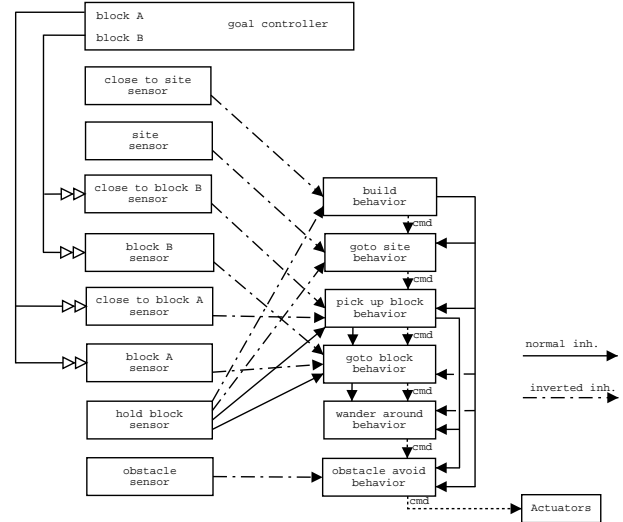 block A
goal controller
block B
close to site
sensor
site
sensor
close to block B
sensor
build
behavior
cmd
block B
sensor
goto site
behavior
cmd
close to block A
sensor
pick up block
behavior
cmd
block A
sensor
goto block
behavior
cmd
normal inh.
inverted inh.
hold block
sensor
wander around
behavior
cmd
obstacle
sensor
obstacle avoid
behavior
cmd
Actuators